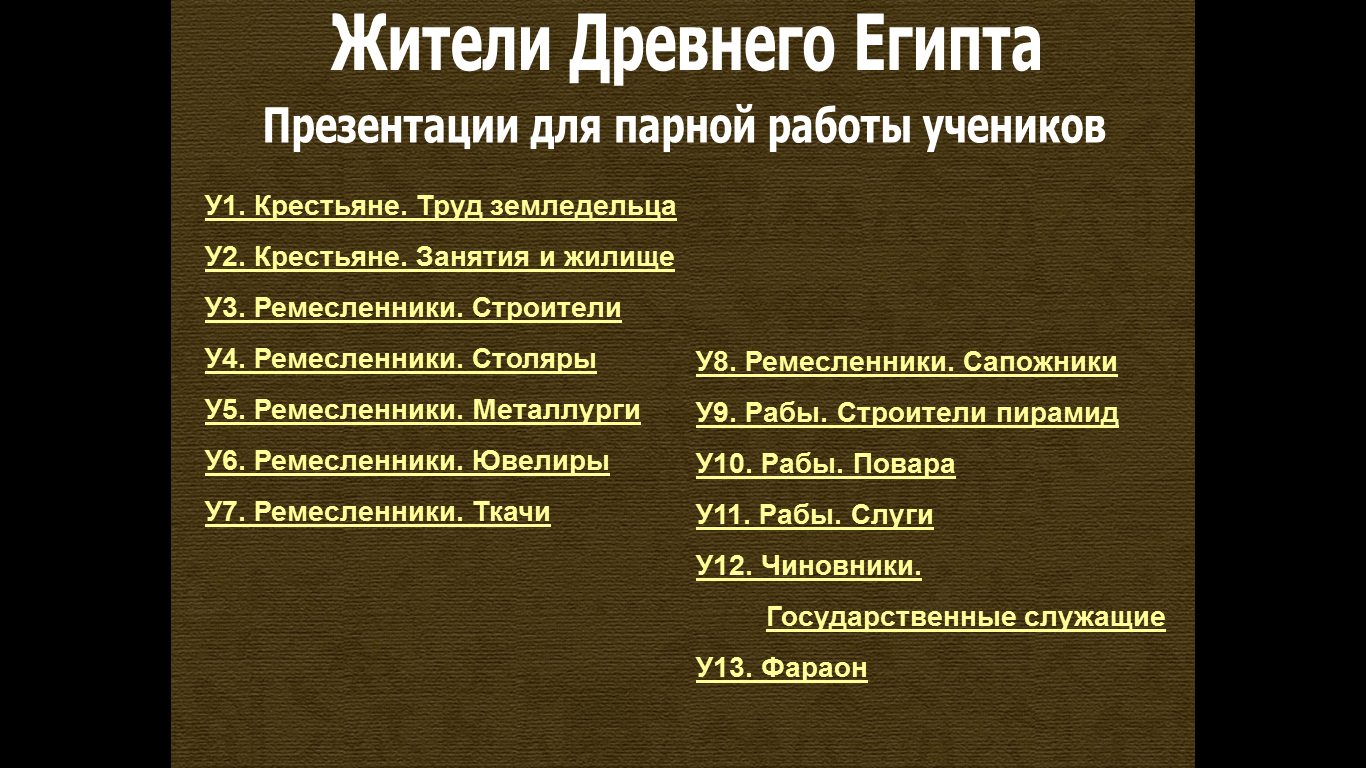 Жители Древнего Египта
Презентации для парной работы учеников
У1. Крестьяне. Труд земледельца
У2. Крестьяне. Занятия и жилище
У3. Ремесленники. Строители
У4. Ремесленники. Столяры
У5. Ремесленники. Металлурги
У6. Ремесленники. Ювелиры
У7. Ремесленники. Ткачи
У8. Ремесленники. Сапожники
У9. Рабы. Строители пирамид
У10. Рабы. Повара
У11. Рабы. Слуги
У12. Чиновники.
Государственные служащие
У13. Фараон